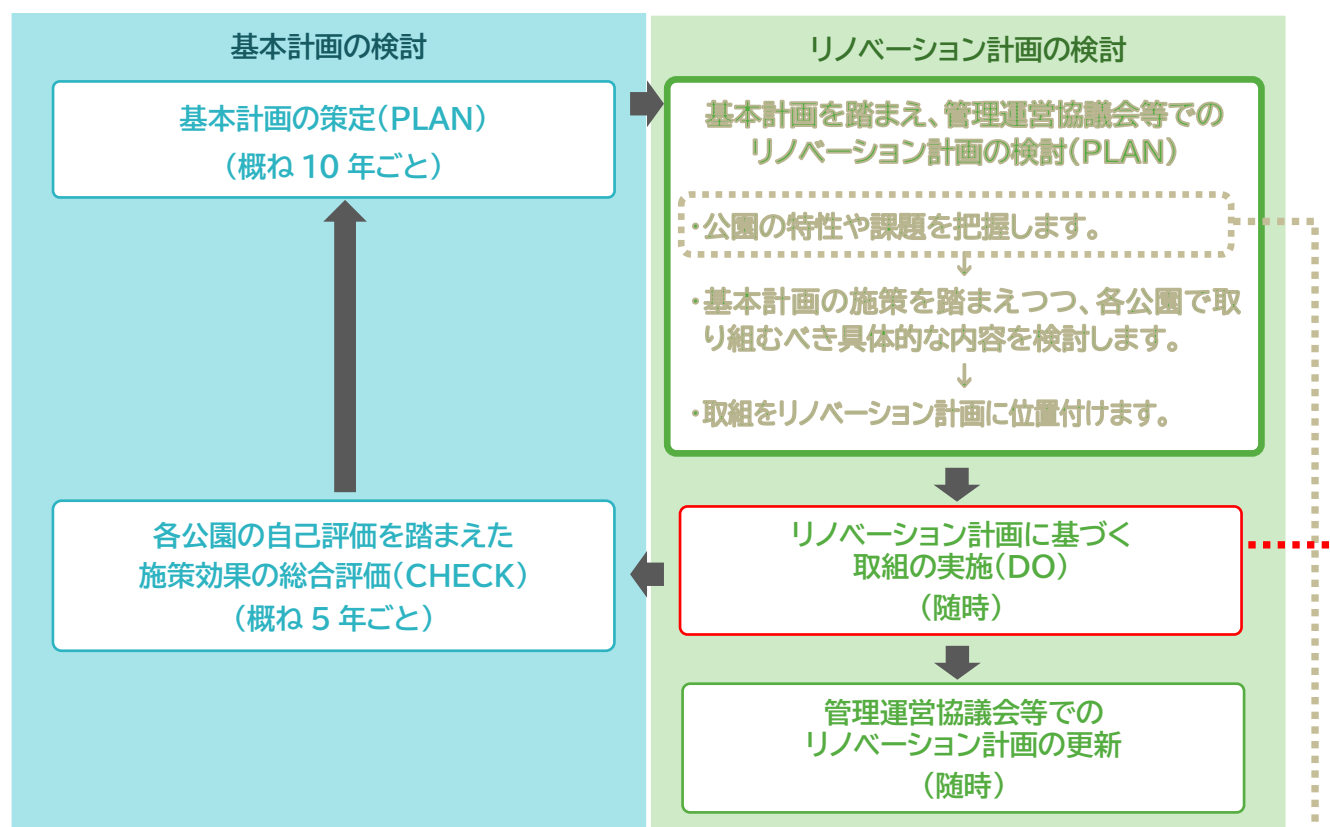 基本計画の検討
基本計画の策定(PLAN)
(概ね 10 年ごと)
各公園の自己評価を踏まえた
施策効果の総合評価(CHECK)
(概ね 5 年ごと)
リノベーション計画の検討
基本計画を踏まえ、管理運営協議会等での
リノベーション計画の検討(PLAN)
・公園の特性や課題を把握します。
↓
・基本計画の施策を踏まえつつ、各公園で取
り組むべき具体的な内容を検討します。
↓
・取組をリノベーション計画に位置付けます。
リノベーション計画に基づく
取組の実施(DO)
(随時)
管理運営協議会等での
リノベーション計画の更新
(随時)